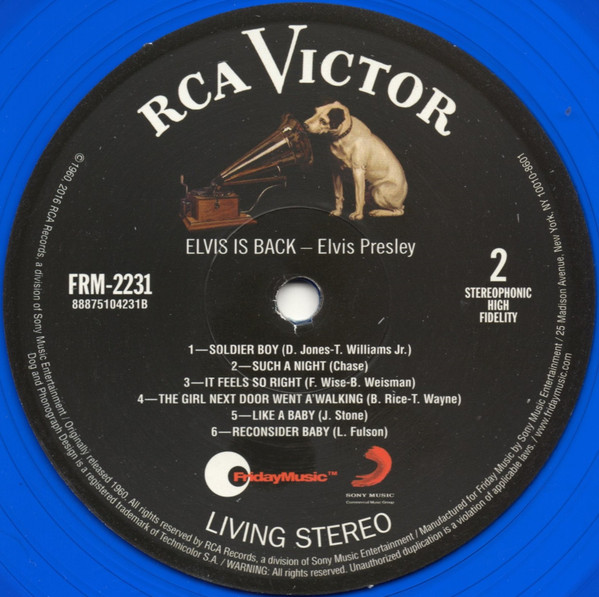 RCA VICTOR
ELVIS IS BACK – Elvis Presley
FRM-2231
88875104231B
2
STEREOPHONIC
HIGH
FIDELITY
1—SOLDIER BOY (D. Jones-T. Williams Jr.)
2—SUCH A NIGHT (Chase)
3—IT FEELS SO RIGHT (F. Wise-B. Weisman)
4—THE GIRL NEXT DOOR WENT A'WALKING (B. Rice-T. Wayne)
5—LIKE A BABY (J. Stone)
6—RECONSIDER BABY (L. Fulson)
FridayMusic™
SONY MUSIC
Commercial Music Group
LIVING STEREO
©1960, 2016 RCA Records, a division of Sony Music Entertainment / Originally released 1960. All rights reserved by RCA Records, a division of Sony Music Entertainment / Manufactured for Friday Music by Sony Music Entertainment / 25 Madison Avenue, New York, NY 10010-8601
Dog and Phonograph Design is a registered trademark of Technicolor S.A. / WARNING: All rights reserved. Unauthorized duplication is a violation of applicable laws. / www.fridaymusic.com